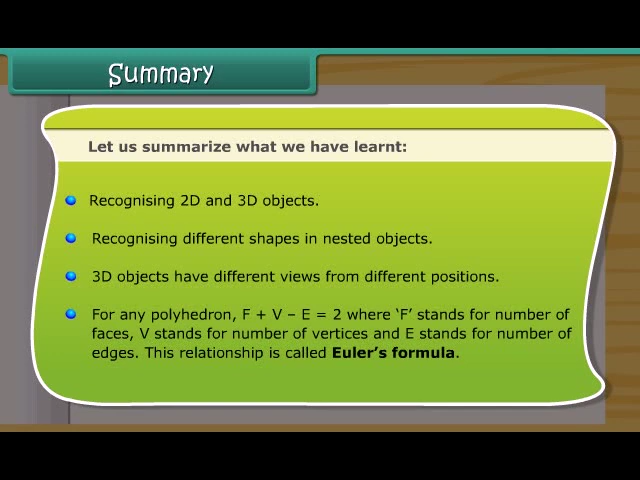 Summary
Let us summarize what we have learnt:
Recognising 2D and 3D objects.
Recognising different shapes in nested objects.
3D objects have different views from different positions.
For any polyhedron, F + V – E = 2 where ‘F’ stands for number of
faces, V stands for number of vertices and E stands for number of
edges. This relationship is called Euler’s formula.